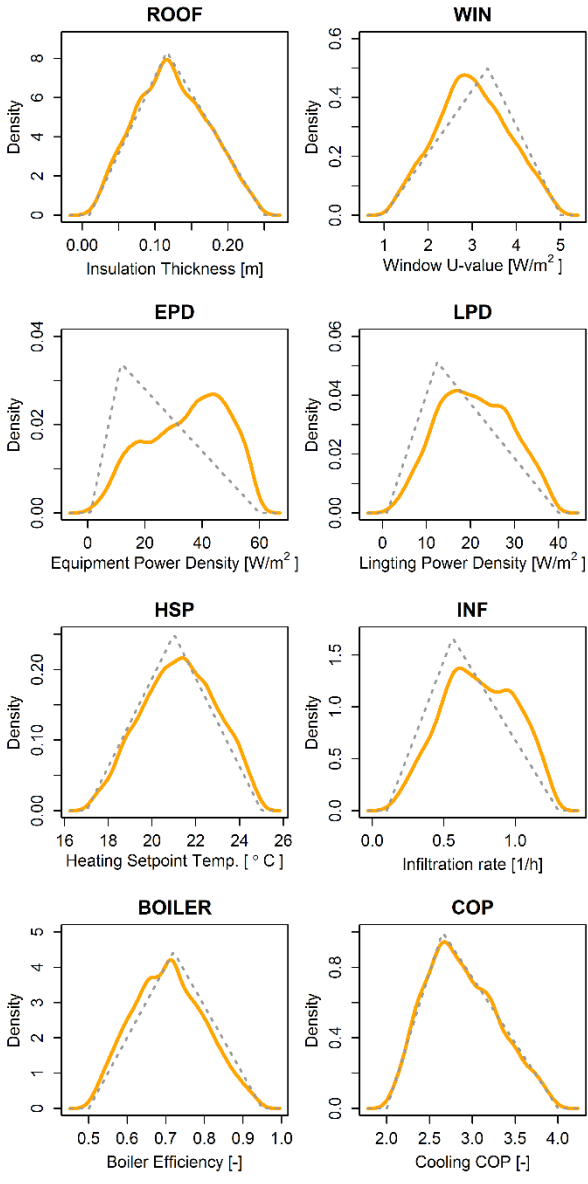 ROOF
Density
0 2 4 6 8
0.00 0.10 0.20
Insulation Thickness [m]
WIN
Density
0.0 0.2 0.4 0.6
1 2 3 4 5
Window U-value [W/m²]
EPD
Density
0.00 0.02 0.04
0 20 40 60
Equipment Power Density [W/m²]
LPD
Density
0.00 0.02 0.04 0.06
0 10 20 30 40
Lingting Power Density [W/m²]
HSP
Density
0.00 0.10 0.20
16 18 20 22 24 26
Heating Setpoint Temp. [°C]
INF
Density
0.0 0.5 1.0 1.5
0.0 0.5 1.0
Infiltration rate [1/h]
BOILER
Density
0 1 2 3 4 5
0.5 0.6 0.7 0.8 0.9 1.0
Boiler Efficiency [-]
COP
Density
0.0 0.4 0.8
2.0 2.5 3.0 3.5 4.0
Cooling COP [-]